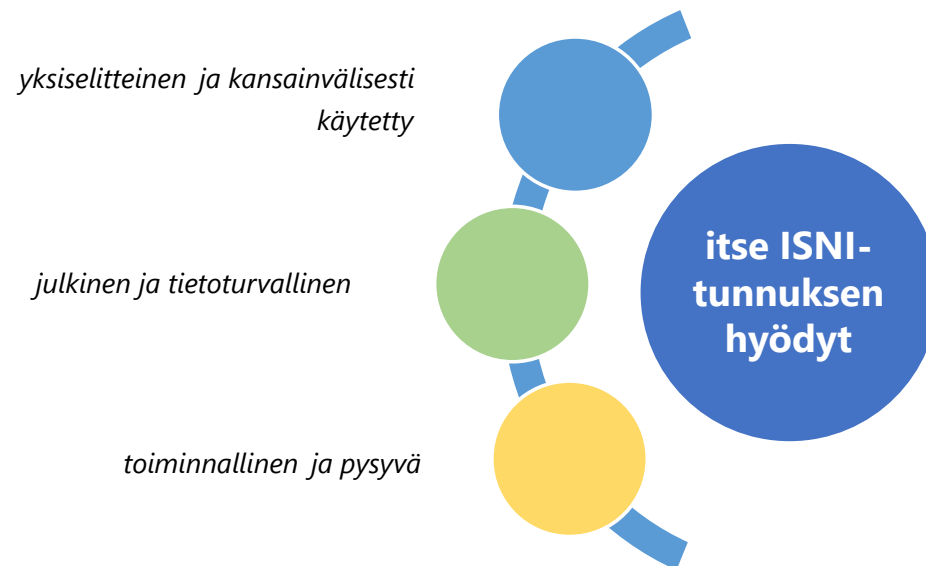 yksiselitteinen ja kansainvälisesti
käytetty
julkinen ja tietoturvallinen
toiminnallinen ja pysyvä
itse ISNI-
tunnuksen
hyödyt